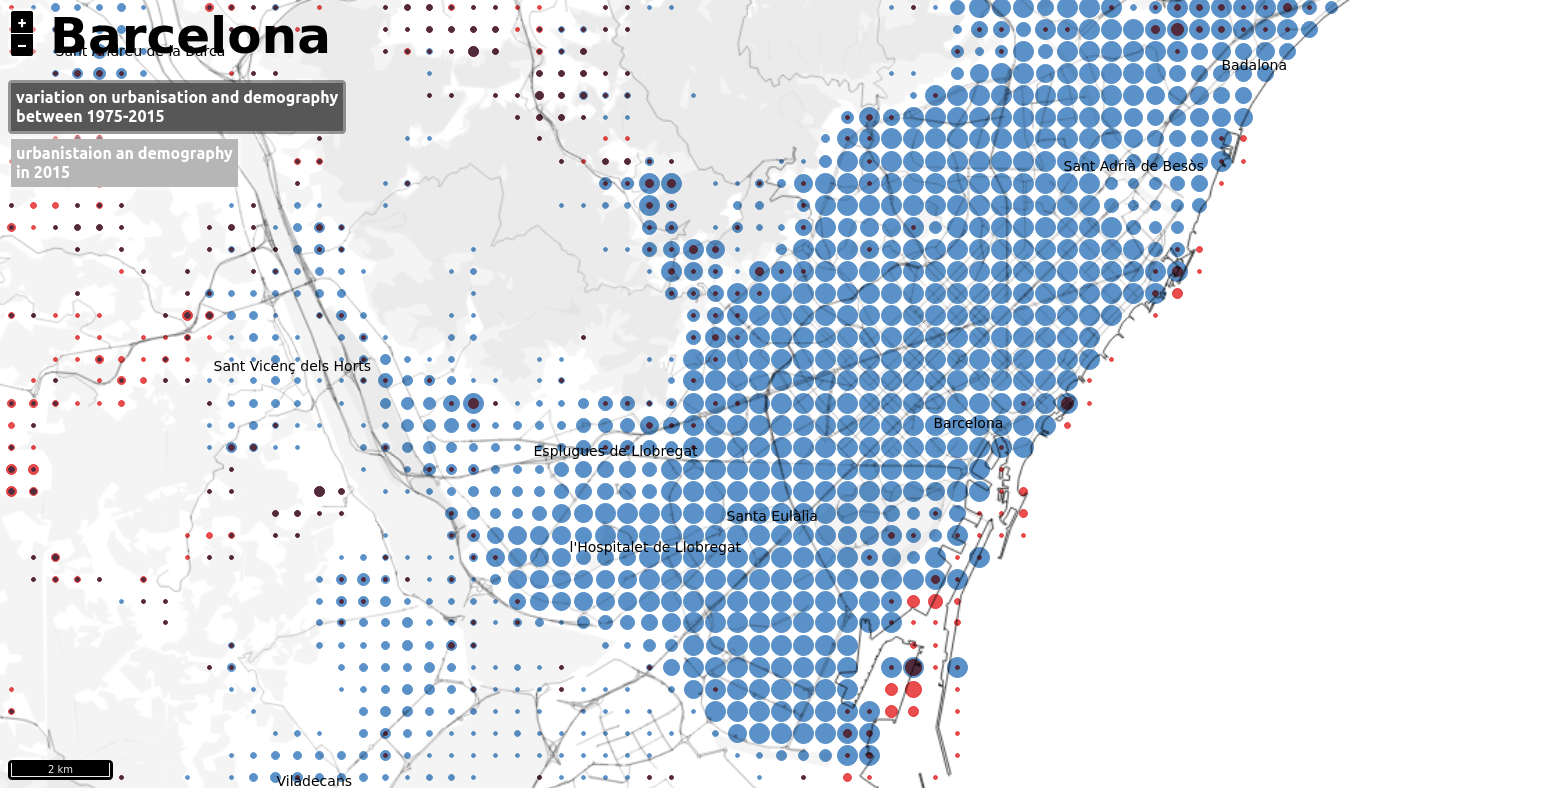 +
Barcelona
−
Sant Andreu de la Barca
Badalona
variation on urbanisation and demography
between 1975-2015
urbanistaion an demography
in 2015
Sant Adrià de Besòs
Sant Vicenç dels Horts
Barcelona
Esplugues de Llobregat
Santa Eulàlia
l'Hospitalet de Llobregat
2 km
Viladecans